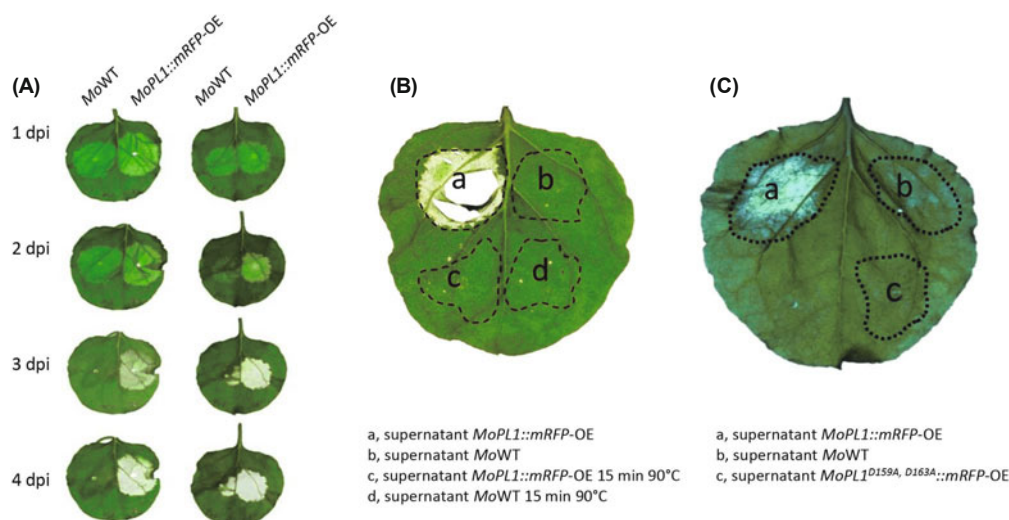 (A)
MoWT
MoPL1::mRFP-OE
MoWT
MoPL1::mRFP-OE
1 dpi
2 dpi
3 dpi
4 dpi
(B)
a
b
c
d
a, supernatant MoPL1::mRFP-OE
b, supernatant MoWT
c, supernatant MoPL1::mRFP-OE 15 min 90°C
d, supernatant MoWT 15 min 90°C
(C)
a
b
c
a, supernatant MoPL1::mRFP-OE
b, supernatant MoWT
c, supernatant MoPL1D159A, D163A::mRFP-OE